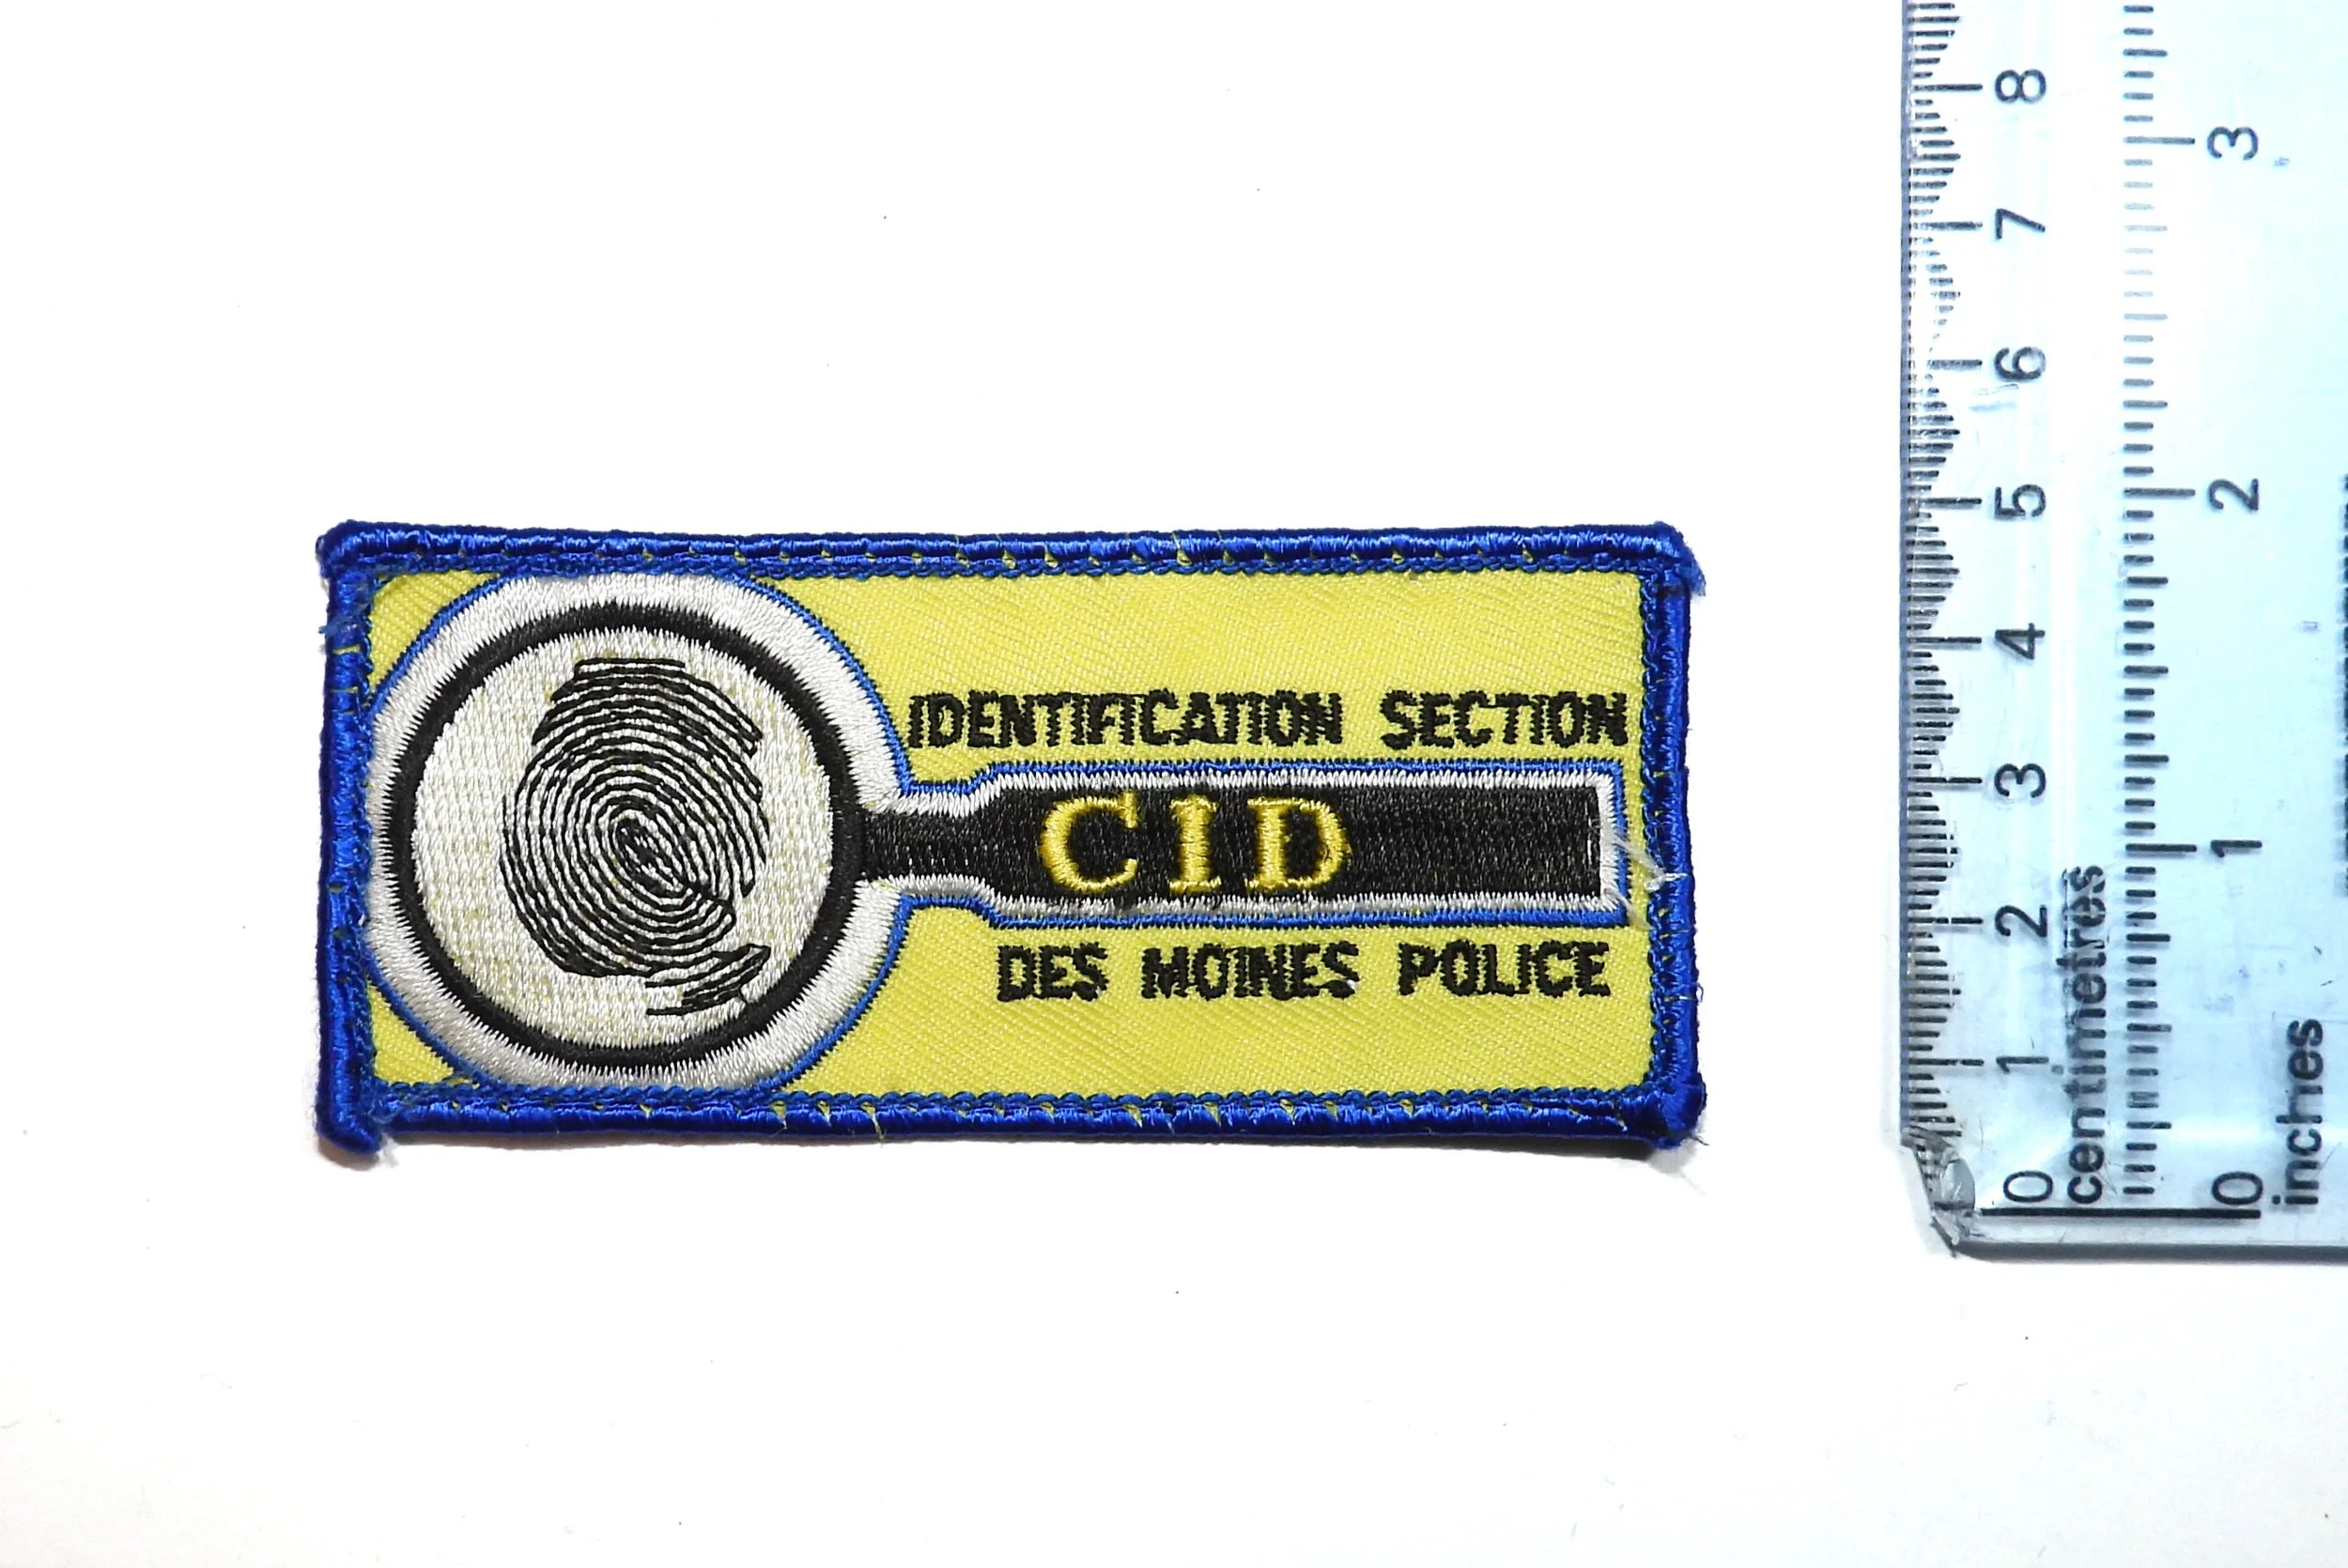 IDENTIFICATION SECTION
CID
DES MOINES POLICE
8
7
6
5
4
3
2
1
0
centimetres
3
2
1
0
inches